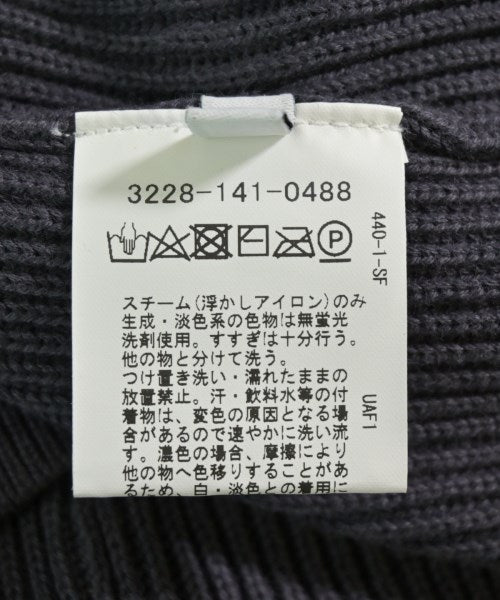 3228-141-0488
P
スチーム(浮かしアイロン)のみ
生成・淡色系の色物は無蛍光
洗剤使用。すすぎは十分行う。
他の物と分けて洗う。
つけ置き洗い・濡れたままの
放置禁止。汗・飲料水等の付
着物は、変色の原因となる場
合があるので速やかに洗い流
す。濃色の場合、摩擦により
他の物へ色移りすることがあ
るため、白・淡色との着用に
440-1-SF
UAF1